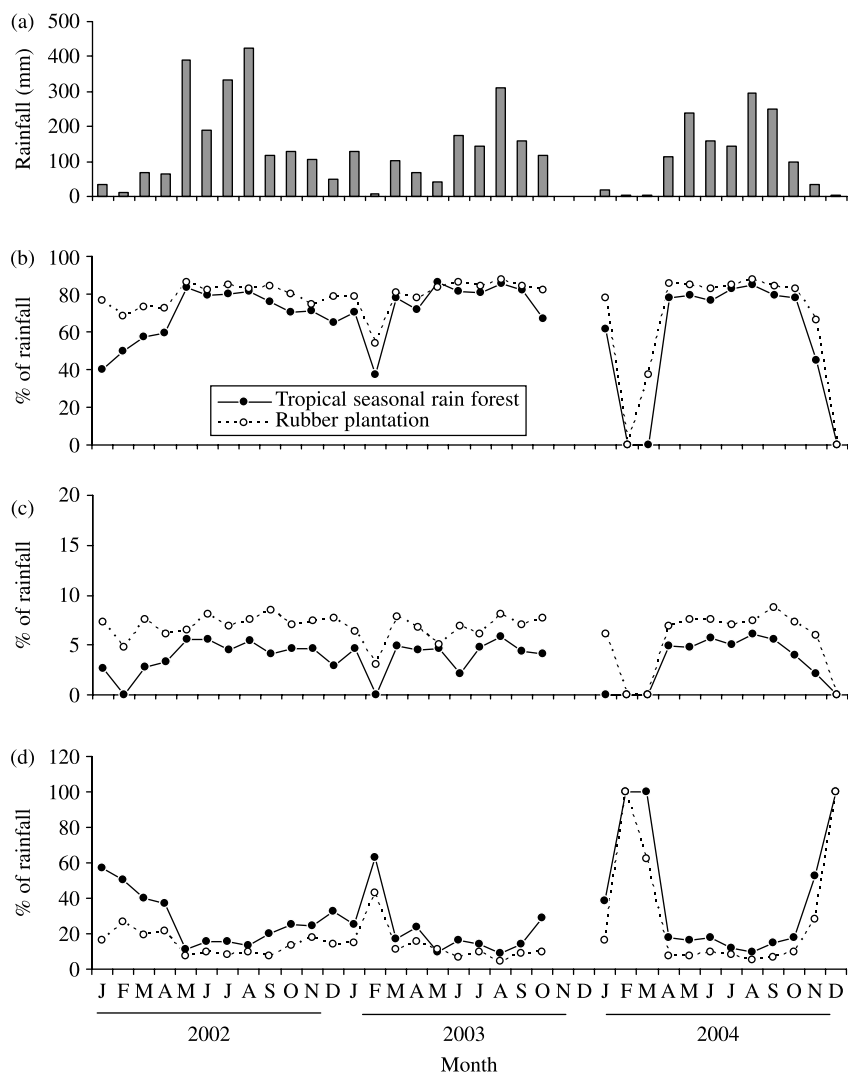 (a)
Rainfall (mm)
500
400
300
200
100
0
(b)
% of rainfall
100
80
60
40
20
0
Tropical seasonal rain forest
Rubber plantation
(c)
% of rainfall
20
15
10
5
0
(d)
% of rainfall
120
100
80
60
40
20
0
J F M A M J J A S O N D J F M A M J J A S O N D J F M A M J J A S O N D
2002 2003 2004
Month